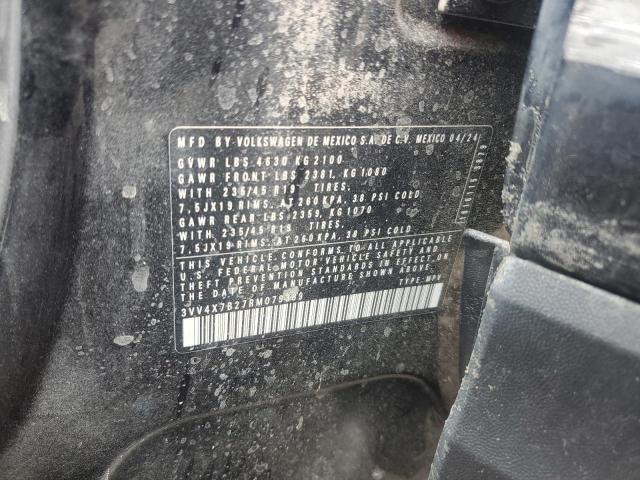 MFD BY VOLKSWAGEN DE MEXICO S.A. DE C.V. MEXICO 04/24
GVWR LBS 4630 KG 2100
GAWR FRONT LBS 2381, KG 1080
WITH 235/45 R19 TIRES,
7,5JX19 RIMS, AT 260 KPA, 38 PSI COLD
GAWR REAR LBS 2359, KG 1070
WITH 235/45 R19 TIRES,
7,5JX19 RIMS, AT 260 KPA, 38 PSI COLD
THIS VEHICLE CONFORMS TO ALL APPLICABLE
U.S. FEDERAL MOTOR VEHICLE SAFETY AND
THEFT PREVENTION STANDARDS IN EFFECT ON
THE DATE OF MANUFACTURE SHOWN ABOVE.
TYPE: MPV